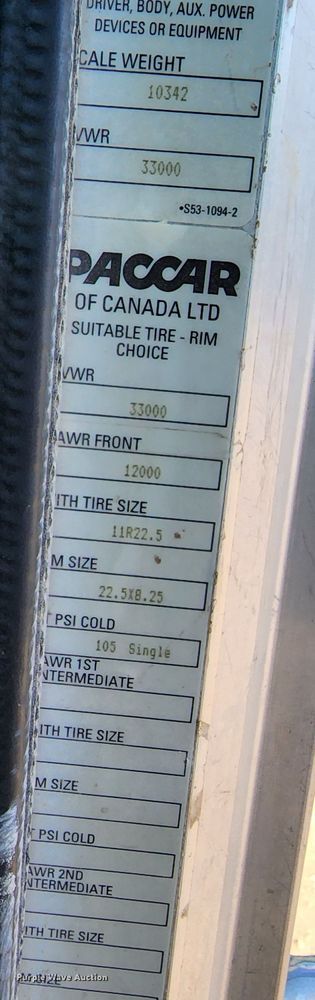 DRIVER, BODY, AUX. POWER
DEVICES OR EQUIPMENT
CALE WEIGHT
10342
VWR
33000
•S53-1094-2
PACCAR
OF CANADA LTD
SUITABLE TIRE - RIM
CHOICE
VWR
33000
AWR FRONT
12000
ITH TIRE SIZE
11R22.5
M SIZE
22.5X8.25
PSI COLD
105 Single
AWR 1ST
NTERMEDIATE
ITH TIRE SIZE
M SIZE
T PSI COLD
AWR 2ND
NTERMEDIATE
ITH TIRE SIZE
M SIZE
Purple Wave Auction